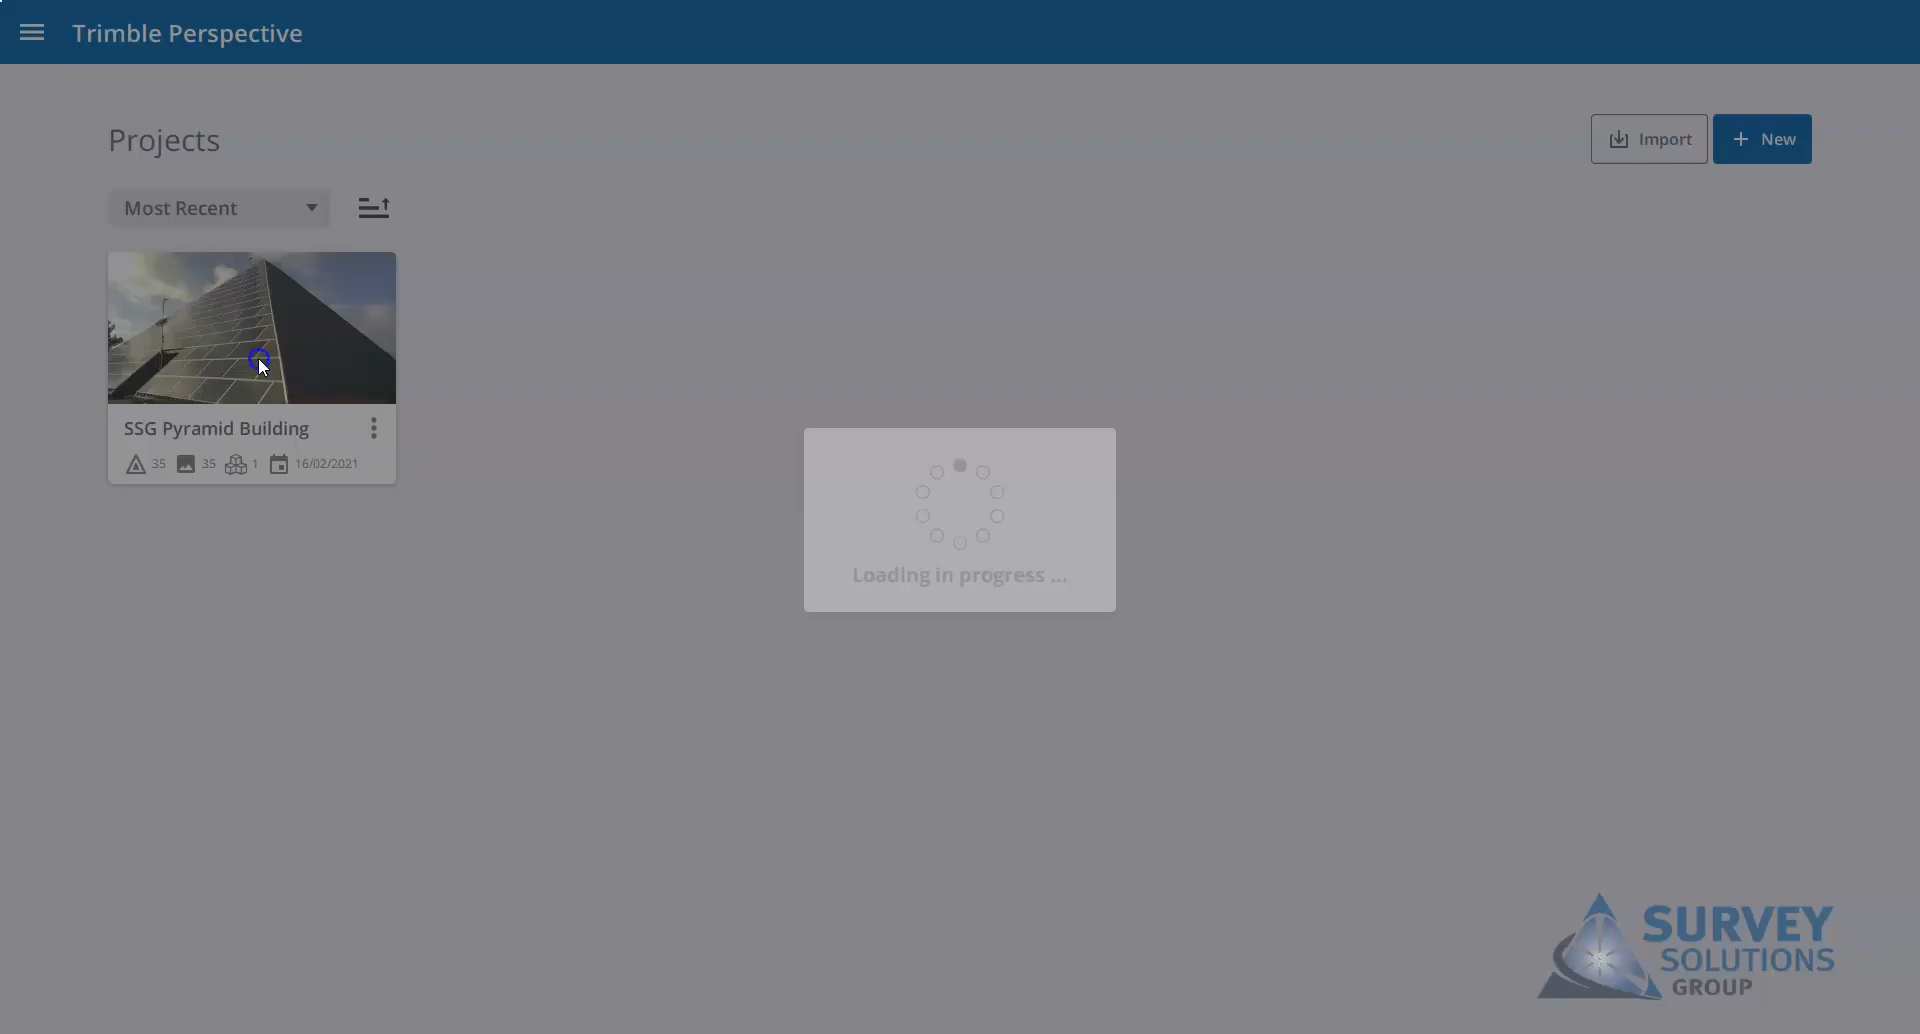 Trimble Perspective
Projects
Import
New
Most Recent
SSG Pyramid Building
35 35 1 16/02/2021
Loading in progress ...
SURVEY
SOLUTIONS
GROUP